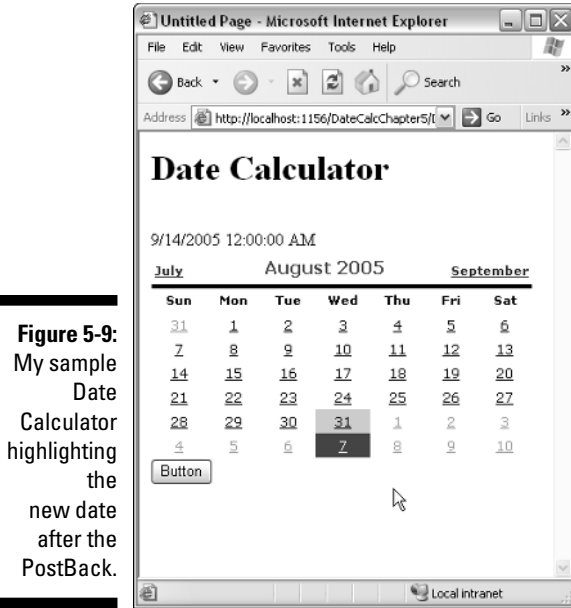 Untitled Page - Microsoft Internet Explorer
File Edit View Favorites Tools Help
Back Search »
Address http://localhost:1156/DateCalcChapter5/D Go Links »
Date Calculator
9/14/2005 12:00:00 AM
July August 2005 September
Sun Mon Tue Wed Thu Fri Sat
31 1 2 3 4 5 6
7 8 9 10 11 12 13
14 15 16 17 18 19 20
21 22 23 24 25 26 27
28 29 30 31 1 2 3
4 5 6 7 8 9 10
Button
Local intranet
Figure 5-9:
My sample
Date
Calculator
highlighting
the
new date
after the
PostBack.